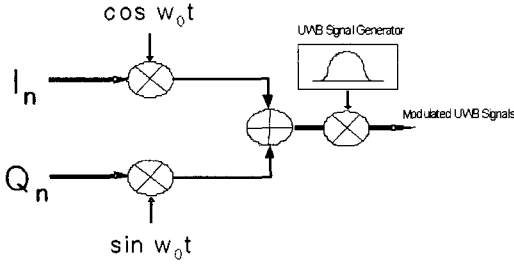 cos w₀t
UWB Signal Generator
Iₙ
Modulated UWB Signals
Qₙ
sin w₀t